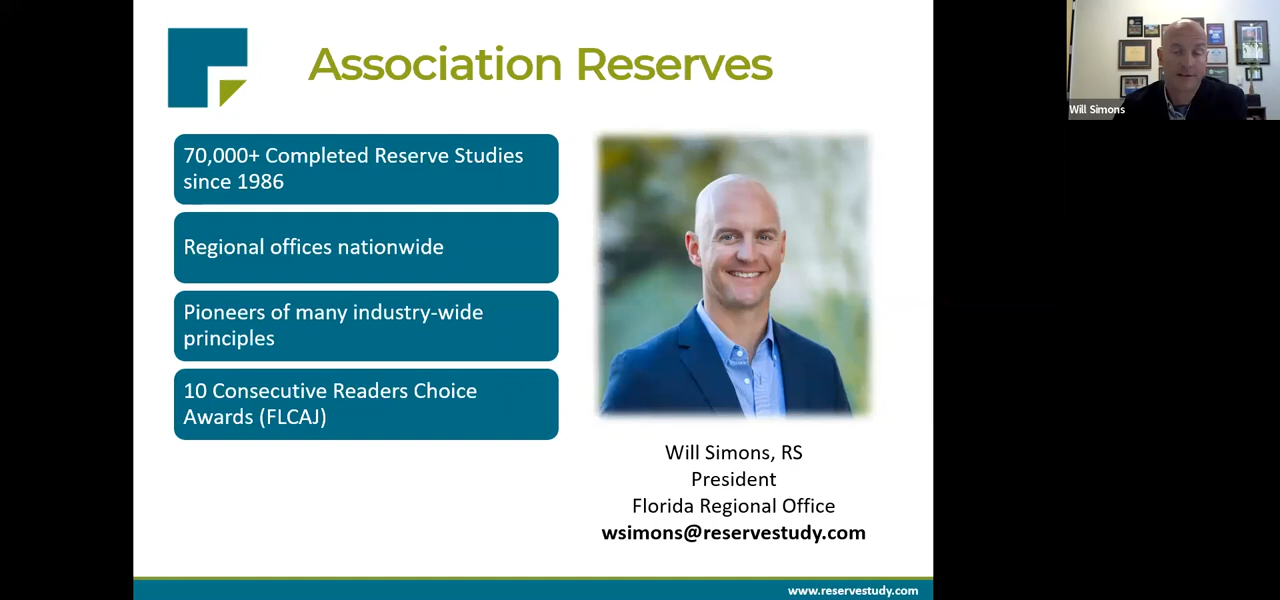 Association Reserves
70,000+ Completed Reserve Studies
since 1986
Regional offices nationwide
Pioneers of many industry-wide
principles
10 Consecutive Readers Choice
Awards (FLCAJ)
Will Simons, RS
President
Florida Regional Office
wsimons@reservestudy.com
www.reservestudy.com
Will Simons